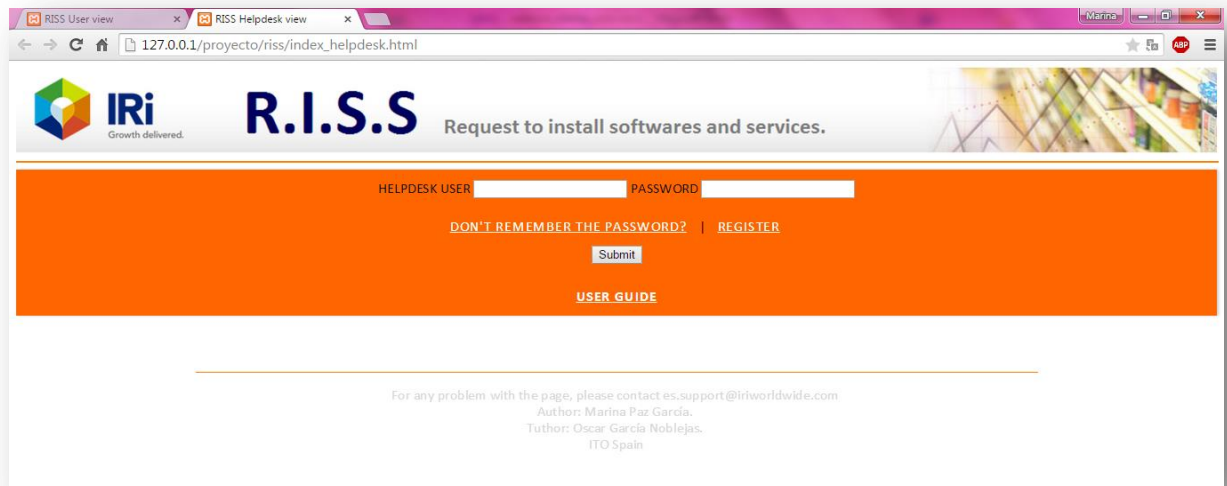 RISS User view
RISS Helpdesk view
Marina
127.0.0.1/proyecto/riss/index_helpdesk.html
ABP
IRi
Growth delivered.
R.I.S.S
Request to install softwares and services.
HELPDESK USER PASSWORD
DON'T REMEMBER THE PASSWORD? | REGISTER
Submit
USER GUIDE
For any problem with the page, please contact es.support@iriworldwide.com
Author: Marina Paz García.
Tuthor: Oscar García Noblejas.
ITO Spain